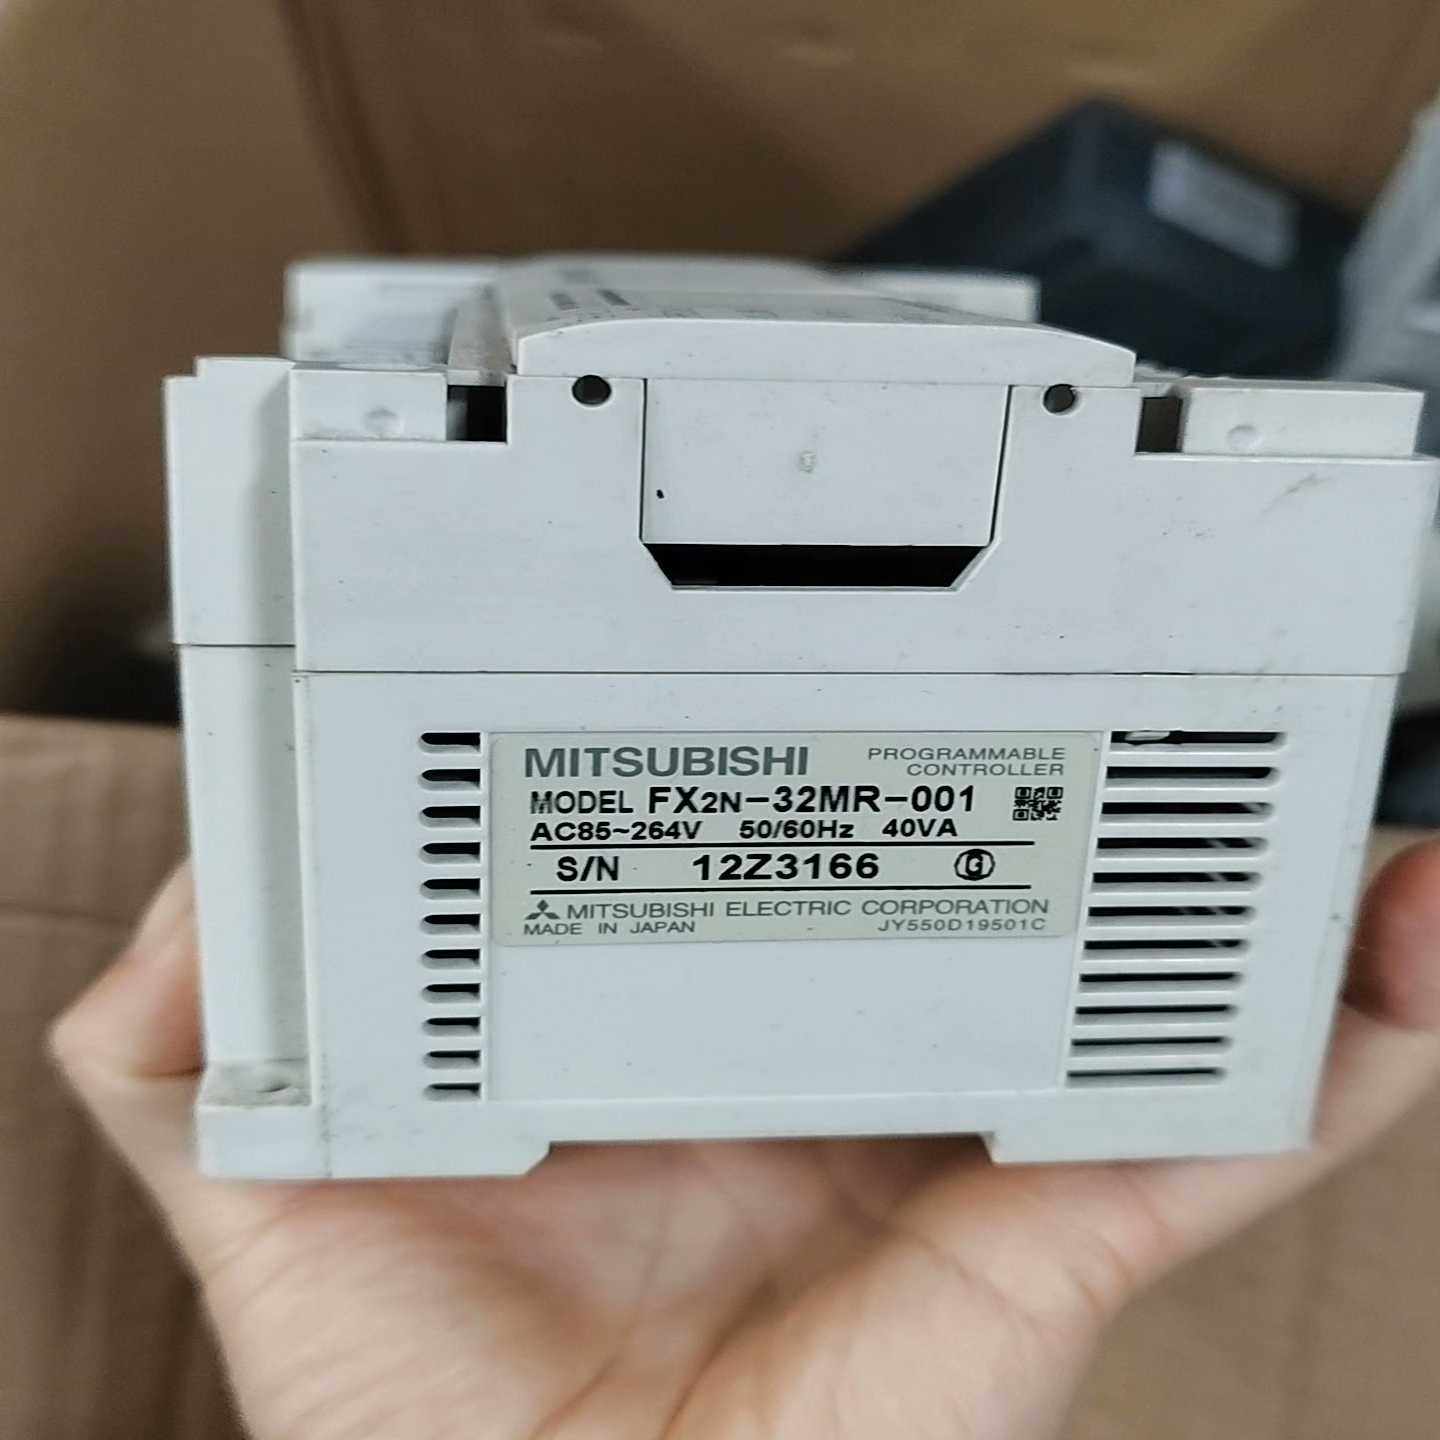 MITSUBISHI
PROGRAMMABLE
CONTROLLER
MODEL FX2N-32MR-001
AC85~264V 50/60Hz 40VA
S/N 12Z3166 G
MITSUBISHI ELECTRIC CORPORATION
MADE IN JAPAN JY550D19501C